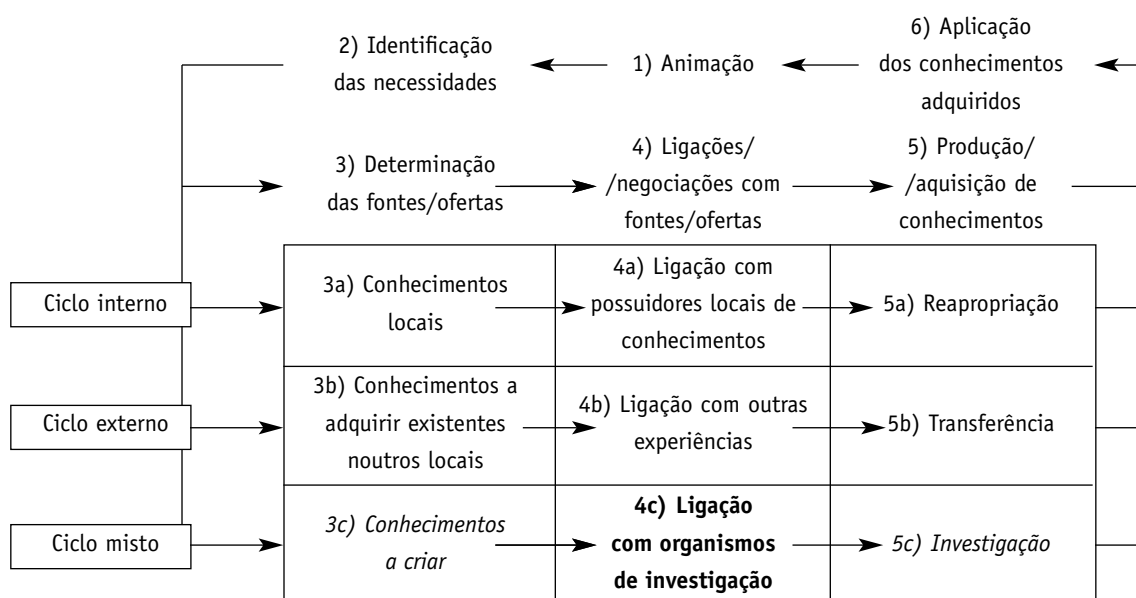 2) Identificação
das necessidades
1) Animação
6) Aplicação
dos conhecimentos
adquiridos
3) Determinação
das fontes/ofertas
4) Ligações/
/negociações com
fontes/ofertas
5) Produção/
/aquisição de
conhecimentos
Ciclo interno
3a) Conhecimentos
locais
4a) Ligação com
possuidores locais de
conhecimentos
5a) Reapropriação
Ciclo externo
3b) Conhecimentos a
adquirir existentes
noutros locais
4b) Ligação com outras
experiências
5b) Transferência
Ciclo misto
3c) Conhecimentos
a criar
4c) Ligação
com organismos
de investigação
5c) Investigação